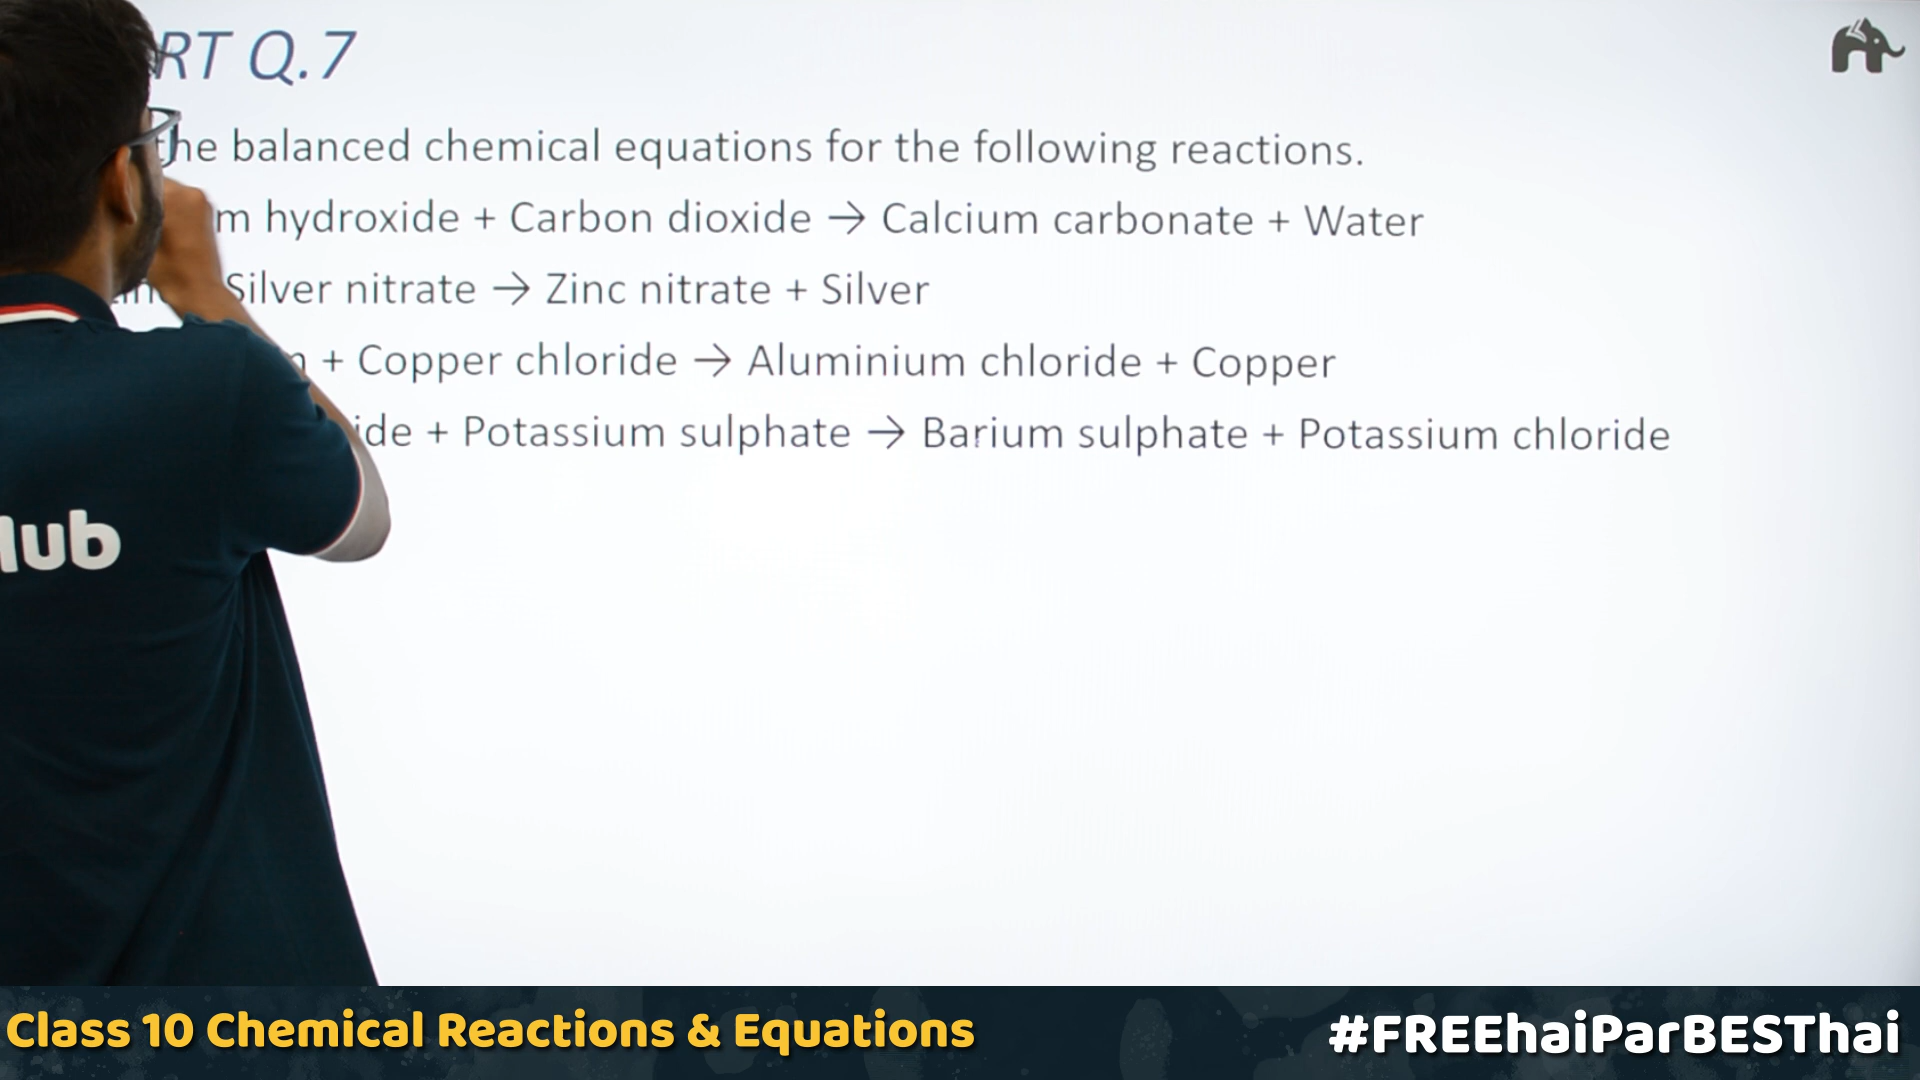 RT Q.7
the balanced chemical equations for the following reactions.
m hydroxide + Carbon dioxide → Calcium carbonate + Water
Silver nitrate → Zinc nitrate + Silver
+ Copper chloride → Aluminium chloride + Copper
ide + Potassium sulphate → Barium sulphate + Potassium chloride
lub
Class 10 Chemical Reactions & Equations #FREEhaiParBESThai